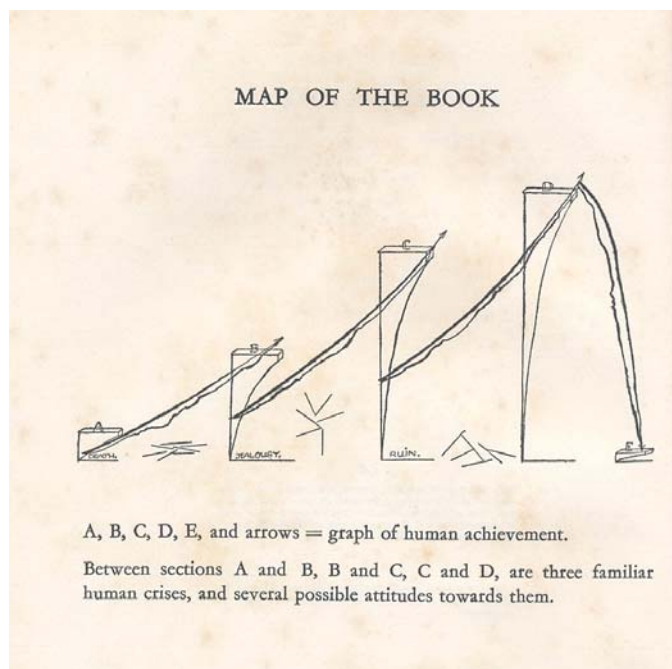 MAP OF THE BOOK
D
C
B
A
E
DEATH.
JEALOUSY.
RUIN.
A, B, C, D, E, and arrows = graph of human achievement.
Between sections A and B, B and C, C and D, are three familiar
human crises, and several possible attitudes towards them.